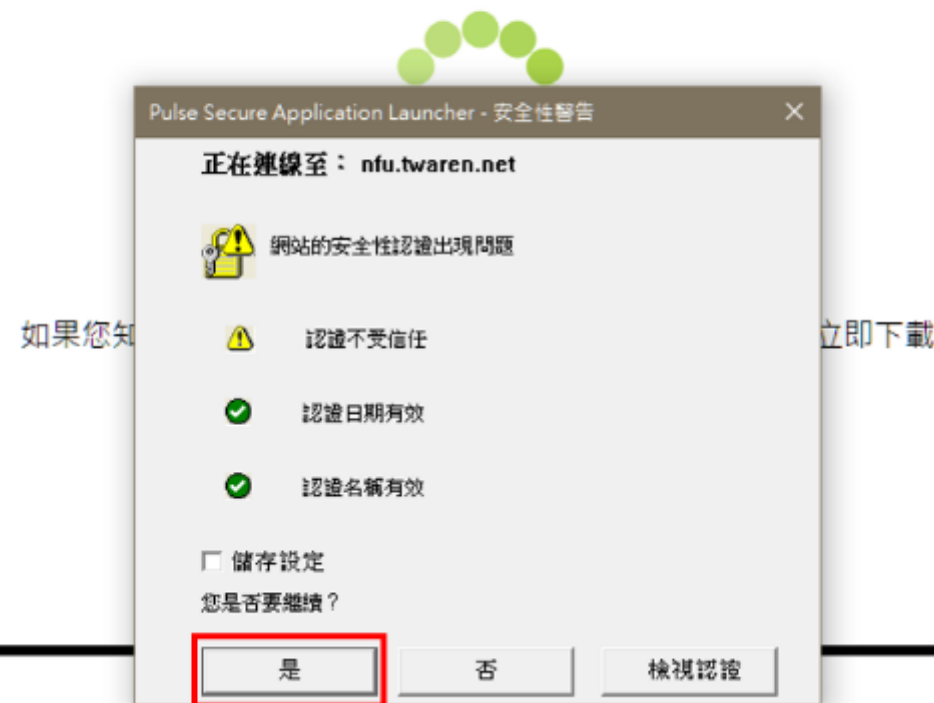 Pulse Secure Application Launcher - 安全性警告
正在連線至： nfu.twaren.net
網站的安全性認證出現問題
如果您知
認證不受信任
立即下載
認證日期有效
認證名稱有效
儲存設定
您是否要繼續？
是
否
檢視認證